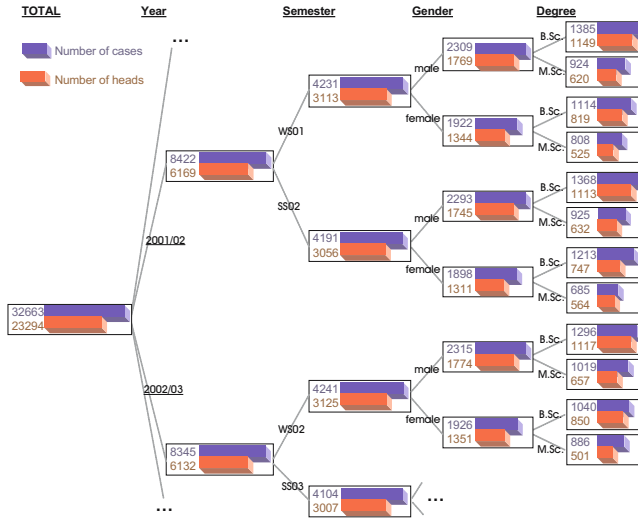 TOTAL
Year
Semester
Gender
Degree
Number of cases
Number of heads
...
2001/02
2002/03
...
32663
23294
8422
6169
8345
6132
WS01
SS02
WS02
SS03
4231
3113
4191
3056
4241
3125
4104
3007
male
female
male
female
male
female
...
2309
1769
1922
1344
2293
1745
1898
1311
2315
1774
1926
1351
B.Sc.
M.Sc.
B.Sc.
M.Sc.
B.Sc.
M.Sc.
B.Sc.
M.Sc.
B.Sc.
M.Sc.
B.Sc.
M.Sc.
1385
1149
924
620
1114
819
808
525
1368
1113
925
632
1213
747
685
564
1296
1117
1019
657
1040
850
886
501